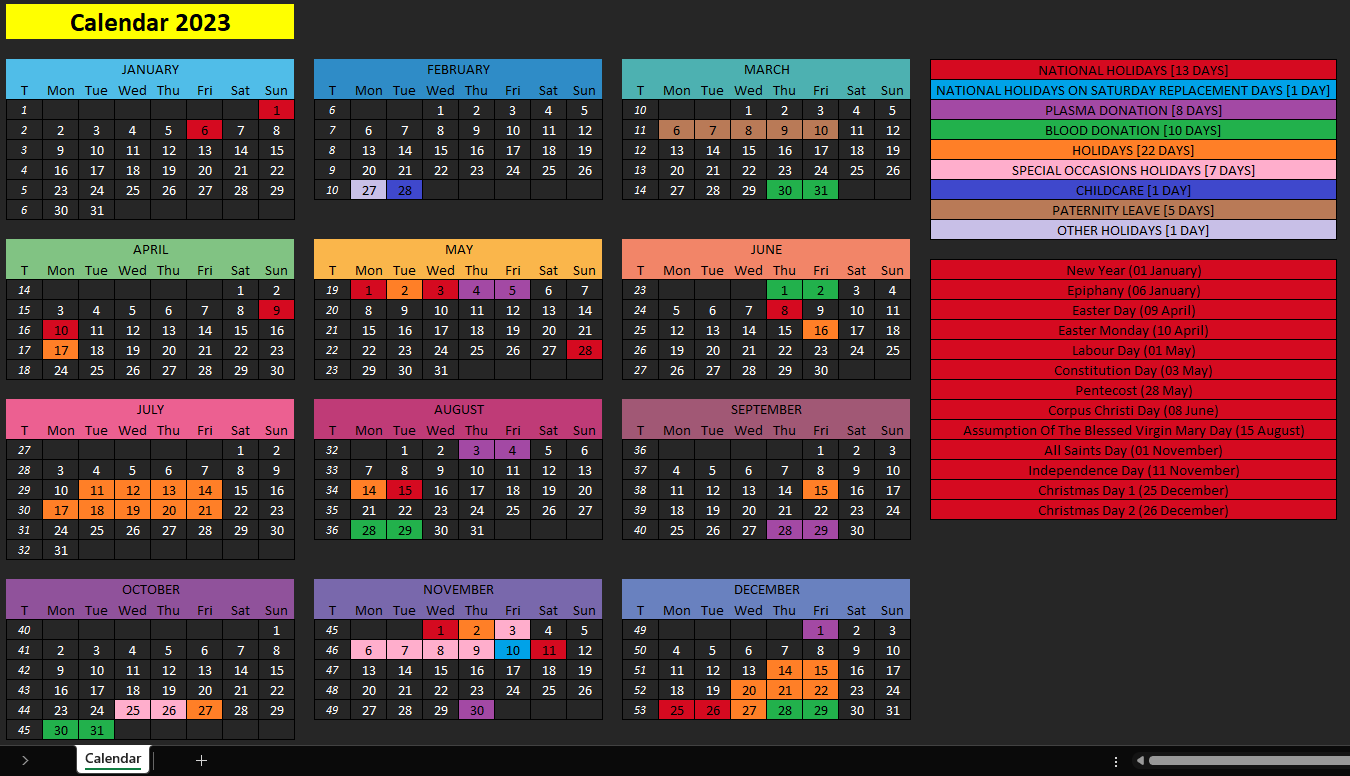 Calendar 2023
JANUARY
T Mon Tue Wed Thu Fri Sat Sun
1 1
2 2 3 4 5 6 7 8
3 9 10 11 12 13 14 15
4 16 17 18 19 20 21 22
5 23 24 25 26 27 28 29
6 30 31
FEBRUARY
T Mon Tue Wed Thu Fri Sat Sun
6 1 2 3 4 5
7 6 7 8 9 10 11 12
8 13 14 15 16 17 18 19
9 20 21 22 23 24 25 26
10 27 28
MARCH
T Mon Tue Wed Thu Fri Sat Sun
10 1 2 3 4 5
11 6 7 8 9 10 11 12
12 13 14 15 16 17 18 19
13 20 21 22 23 24 25 26
14 27 28 29 30 31
NATIONAL HOLIDAYS [13 DAYS]
NATIONAL HOLIDAYS ON SATURDAY REPLACEMENT DAYS [1 DAY]
PLASMA DONATION [8 DAYS]
BLOOD DONATION [10 DAYS]
HOLIDAYS [22 DAYS]
SPECIAL OCCASIONS HOLIDAYS [7 DAYS]
CHILDCARE [1 DAY]
PATERNITY LEAVE [5 DAYS]
OTHER HOLIDAYS [1 DAY]
APRIL
T Mon Tue Wed Thu Fri Sat Sun
14 1 2
15 3 4 5 6 7 8 9
16 10 11 12 13 14 15 16
17 17 18 19 20 21 22 23
18 24 25 26 27 28 29 30
MAY
T Mon Tue Wed Thu Fri Sat Sun
19 1 2 3 4 5 6 7
20 8 9 10 11 12 13 14
21 15 16 17 18 19 20 21
22 22 23 24 25 26 27 28
23 29 30 31
JUNE
T Mon Tue Wed Thu Fri Sat Sun
23 1 2 3 4
24 5 6 7 8 9 10 11
25 12 13 14 15 16 17 18
26 19 20 21 22 23 24 25
27 26 27 28 29 30
New Year (01 January)
Epiphany (06 January)
Easter Day (09 April)
Easter Monday (10 April)
Labour Day (01 May)
Constitution Day (03 May)
Pentecost (28 May)
Corpus Christi Day (08 June)
Assumption Of The Blessed Virgin Mary Day (15 August)
All Saints Day (01 November)
Independence Day (11 November)
Christmas Day 1 (25 December)
Christmas Day 2 (26 December)
JULY
T Mon Tue Wed Thu Fri Sat Sun
27 1 2
28 3 4 5 6 7 8 9
29 10 11 12 13 14 15 16
30 17 18 19 20 21 22 23
31 24 25 26 27 28 29 30
32 31
AUGUST
T Mon Tue Wed Thu Fri Sat Sun
32 1 2 3 4 5 6
33 7 8 9 10 11 12 13
34 14 15 16 17 18 19 20
35 21 22 23 24 25 26 27
36 28 29 30 31
SEPTEMBER
T Mon Tue Wed Thu Fri Sat Sun
36 1 2 3
37 4 5 6 7 8 9 10
38 11 12 13 14 15 16 17
39 18 19 20 21 22 23 24
40 25 26 27 28 29 30
OCTOBER
T Mon Tue Wed Thu Fri Sat Sun
40 1
41 2 3 4 5 6 7 8
42 9 10 11 12 13 14 15
43 16 17 18 19 20 21 22
44 23 24 25 26 27 28 29
45 30 31
NOVEMBER
T Mon Tue Wed Thu Fri Sat Sun
45 1 2 3 4 5
46 6 7 8 9 10 11 12
47 13 14 15 16 17 18 19
48 20 21 22 23 24 25 26
49 27 28 29 30
DECEMBER
T Mon Tue Wed Thu Fri Sat Sun
49 1 2 3
50 4 5 6 7 8 9 10
51 11 12 13 14 15 16 17
52 18 19 20 21 22 23 24
53 25 26 27 28 29 30 31
Calendar